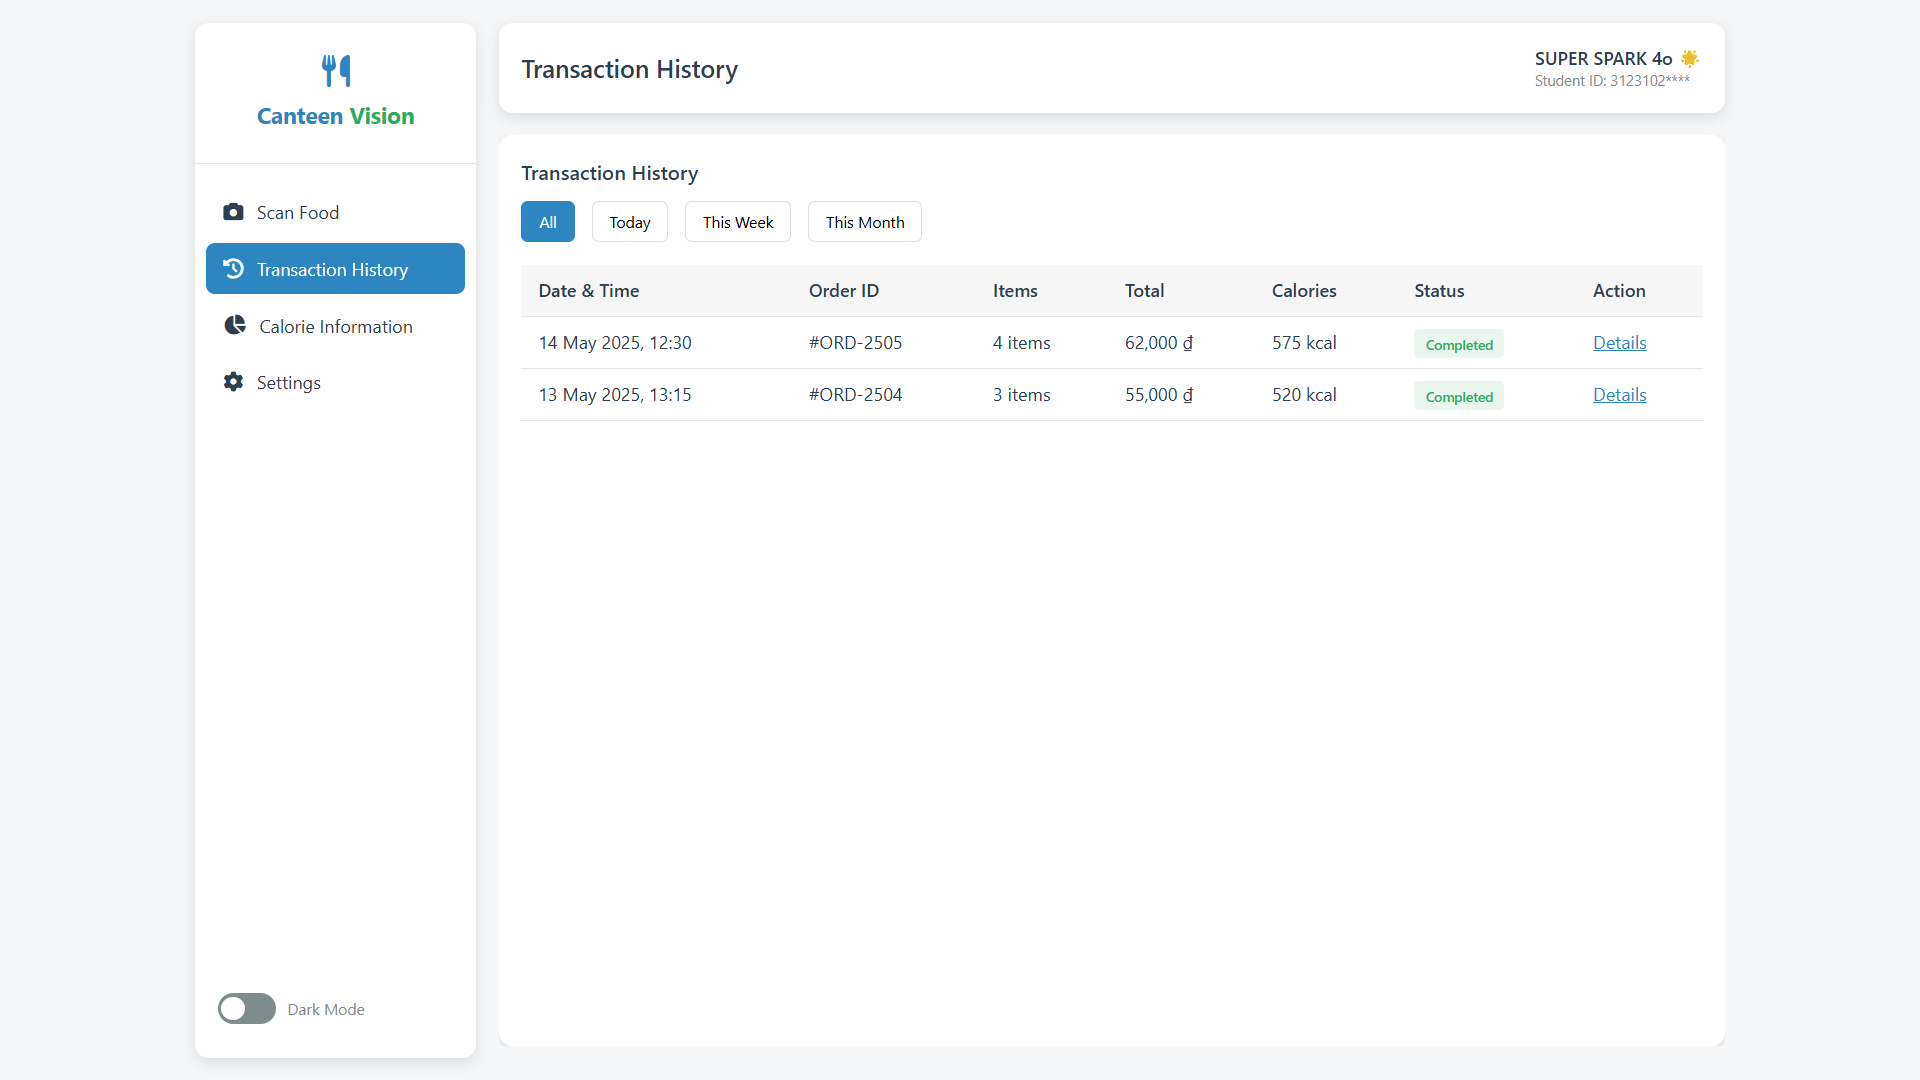 Canteen Vision
Scan Food
Transaction History
Calorie Information
Settings
Dark Mode
Transaction History
SUPER SPARK 4o 🌟
Student ID: 3123102****
Transaction History
All Today This Week This Month
Date & Time Order ID Items Total Calories Status Action
14 May 2025, 12:30 #ORD-2505 4 items 62,000 ₫ 575 kcal Completed Details
13 May 2025, 13:15 #ORD-2504 3 items 55,000 ₫ 520 kcal Completed Details